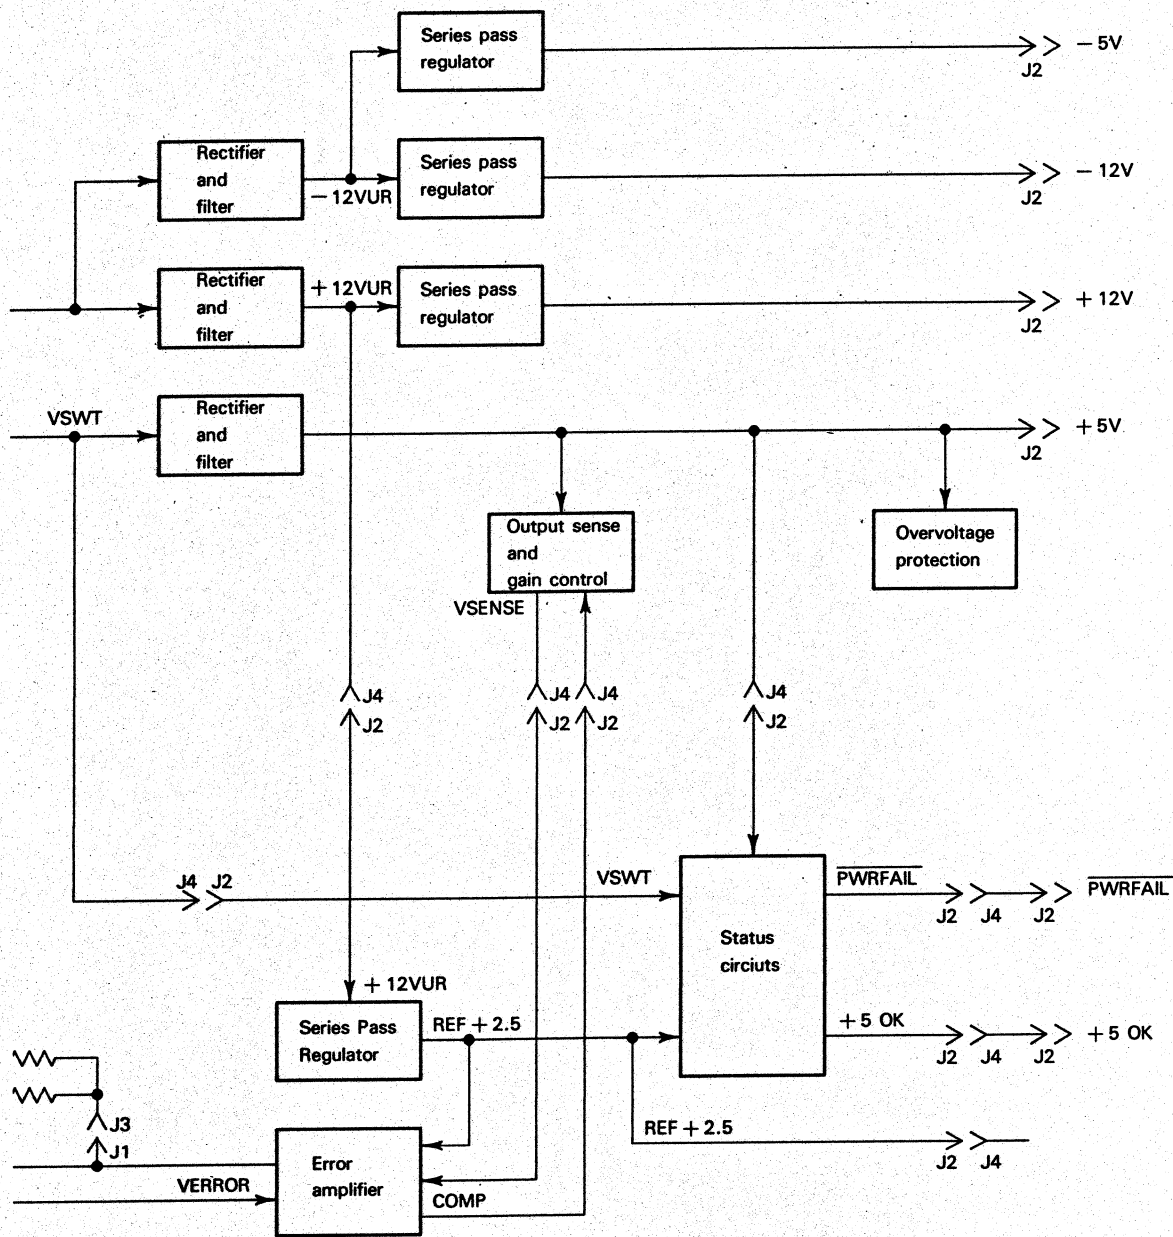 Series pass
regulator
− 5V
J2
Rectifier
and
filter
− 12VUR
Series pass
regulator
− 12V
J2
Rectifier
and
filter
+ 12VUR
Series pass
regulator
+ 12V
J2
VSWT
Rectifier
and
filter
+ 5V
J2
Output sense
and
gain control
Overvoltage
protection
VSENSE
J4
J2
J4
J2
J4
J2
J4
J2
J4 J2
VSWT
Status
circiuts
PWRFAIL
J2 J4 J2
PWRFAIL
+ 12VUR
Series Pass
Regulator
REF + 2.5
+ 5 OK
J2 J4 J2
+ 5 OK
J3
J1
REF + 2.5
J2 J4
Error
amplifier
VERROR
COMP